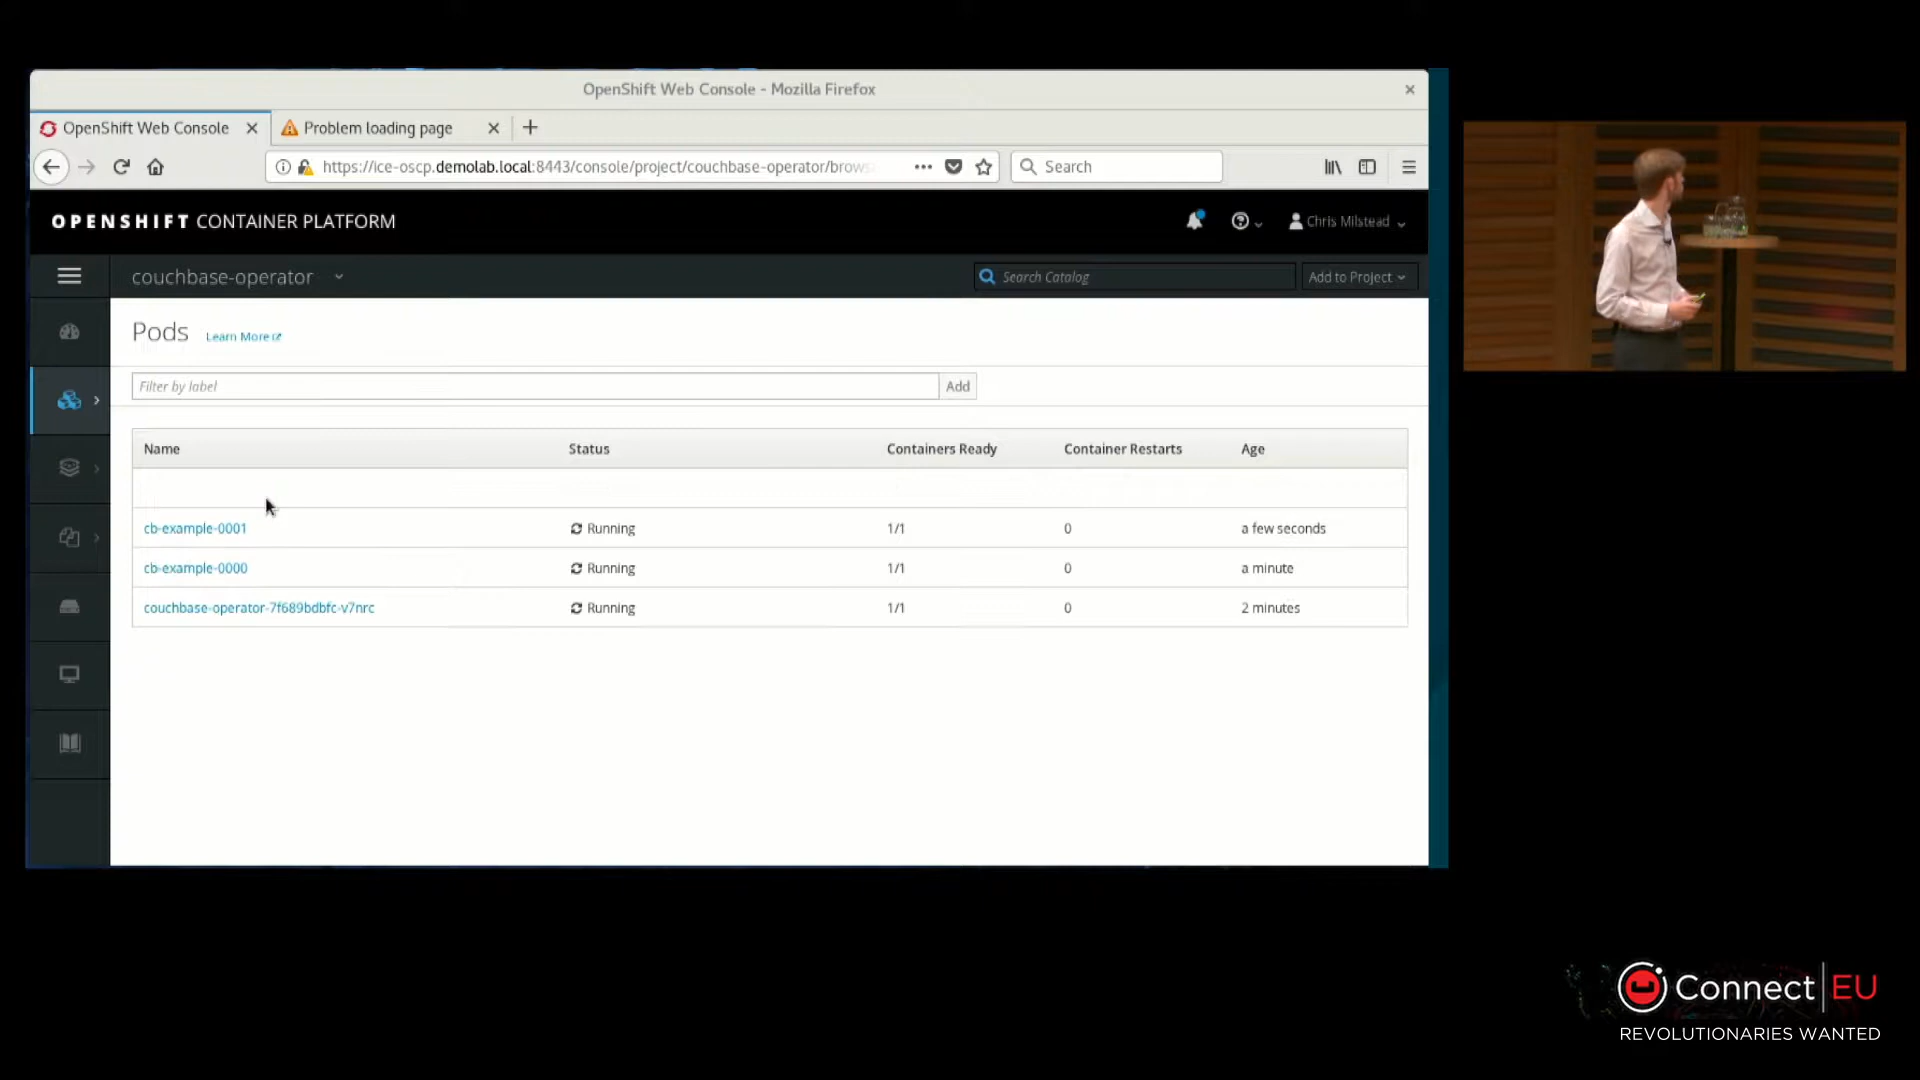 OpenShift Web Console - Mozilla Firefox
OpenShift Web Console
Problem loading page
https://ice-oscp.demolab.local:8443/console/project/couchbase-operator/brows
Search
OPENSHIFT CONTAINER PLATFORM
Chris Milstead
couchbase-operator
Search Catalog
Add to Project
Pods
Learn More
Filter by label
Add
Name Status Containers Ready Container Restarts Age
cb-example-0001 Running 1/1 0 a few seconds
cb-example-0000 Running 1/1 0 a minute
couchbase-operator-7f689bdbfc-v7nrc Running 1/1 0 2 minutes
Connect EU
REVOLUTIONARIES WANTED